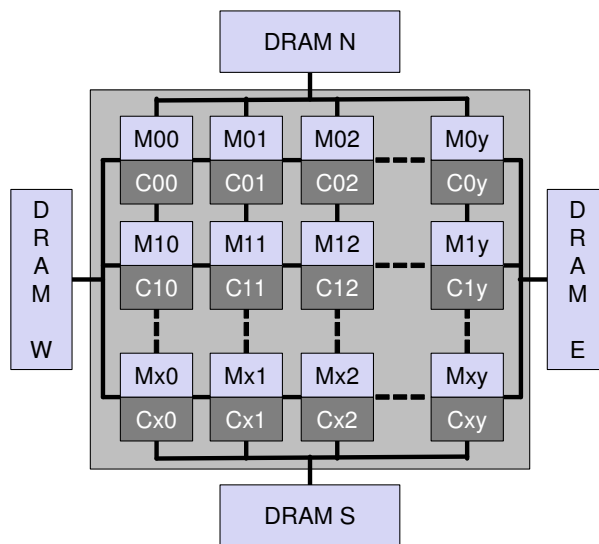 DRAM N
M00 M01 M02 M0y
C00 C01 C02 C0y
D
R
A
M
W
M10 M11 M12 M1y
C10 C11 C12 C1y
Mx0 Mx1 Mx2 Mxy
Cx0 Cx1 Cx2 Cxy
D
R
A
M
E
DRAM S